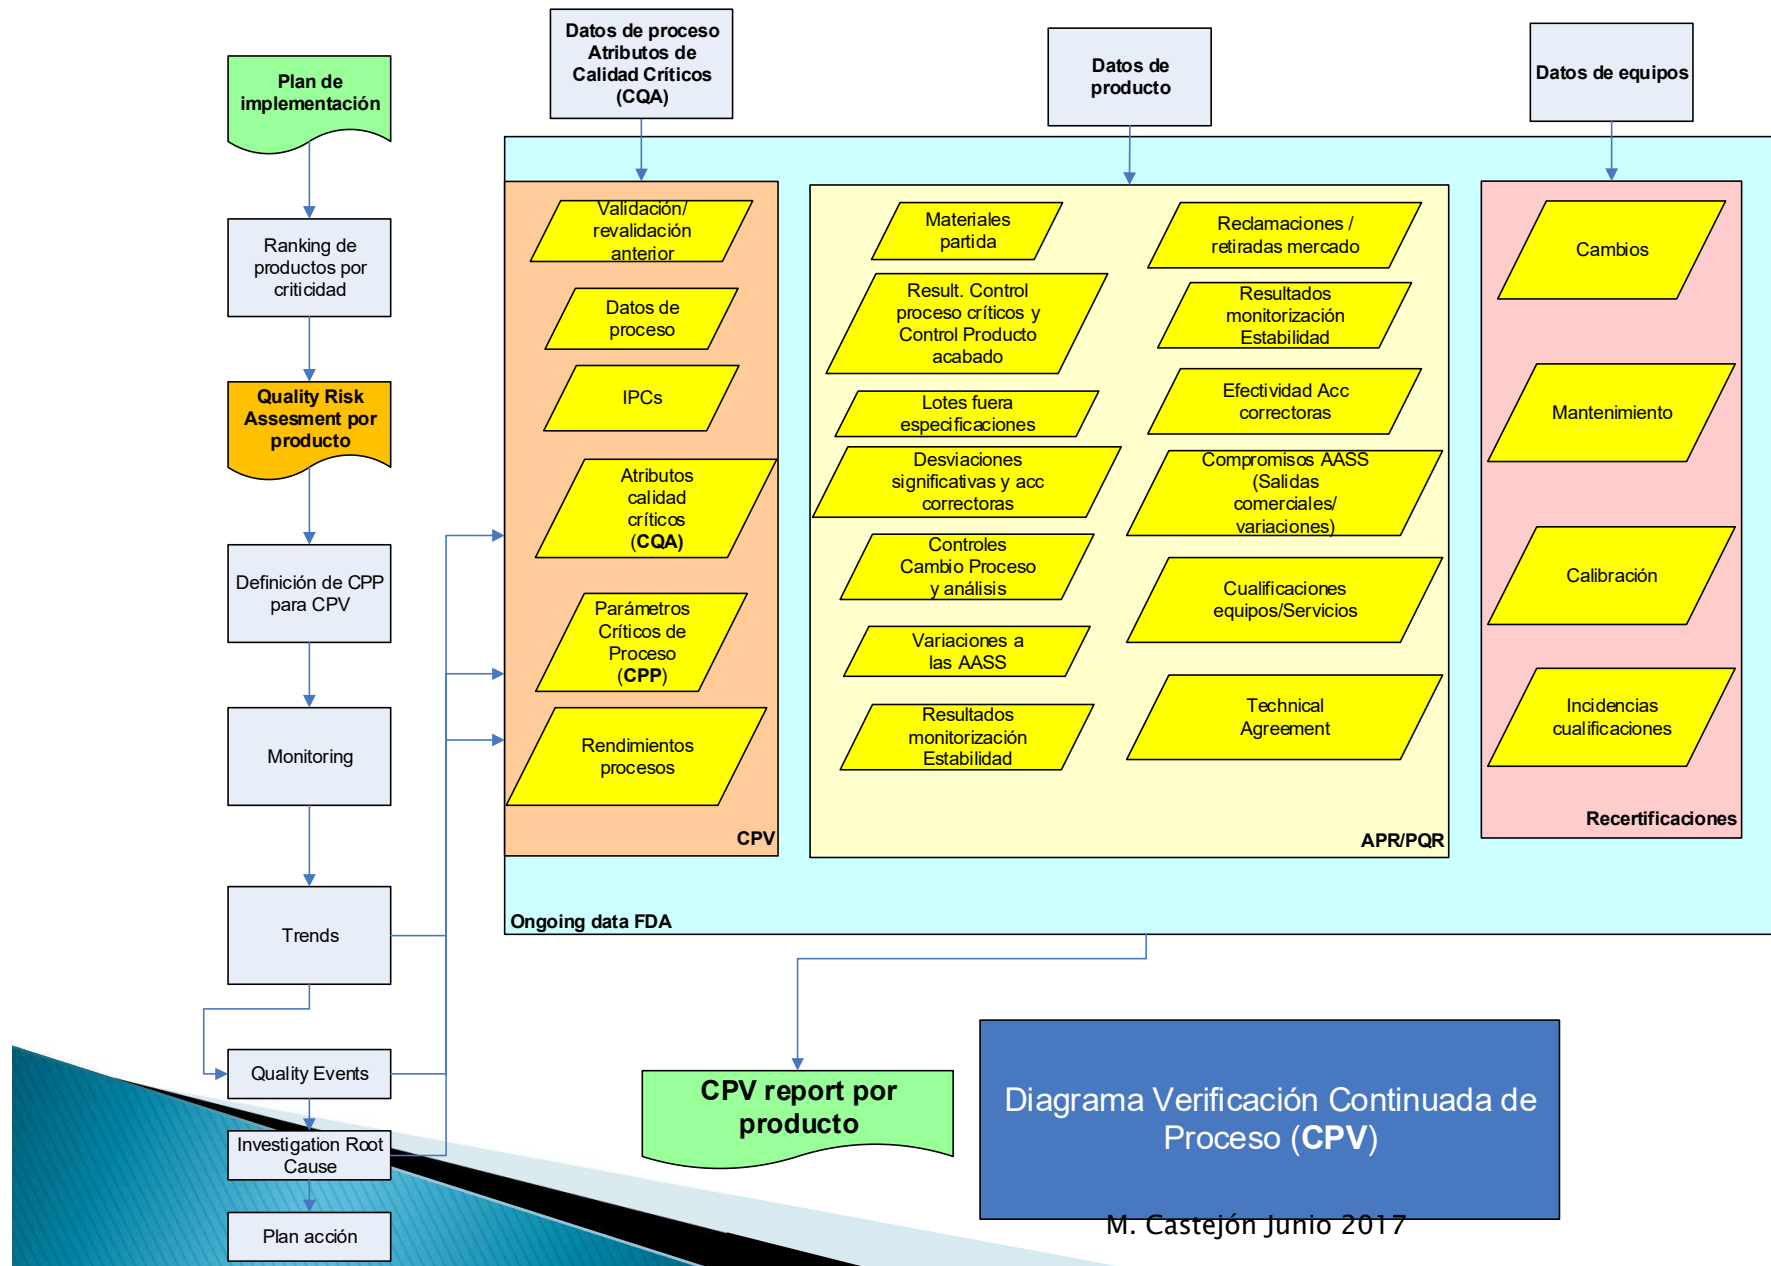 Plan de
implementación
Ranking de
productos por
criticidad
Quality Risk
Assesment por
producto
Definición de CPP
para CPV
Monitoring
Trends
Quality Events
Investigation Root
Cause
Plan acción
Datos de proceso
Atributos de
Calidad Críticos
(CQA)
Validación/
revalidación
anterior
Datos de
proceso
IPCs
Atributos
calidad
críticos
(CQA)
Parámetros
Críticos de
Proceso
(CPP)
Rendimientos
procesos
CPV
Datos de
producto
Materiales
partida
Result. Control
proceso críticos y
Control Producto
acabado
Lotes fuera
especificaciones
Desviaciones
significativas y acc
correctoras
Controles
Cambio Proceso
y análisis
Variaciones a
las AASS
Resultados
monitorización
Estabilidad
Reclamaciones /
retiradas mercado
Resultados
monitorización
Estabilidad
Efectividad Acc
correctoras
Compromisos AASS
(Salidas
comerciales/
variaciones)
Cualificaciones
equipos/Servicios
Technical
Agreement
APR/PQR
Datos de equipos
Cambios
Mantenimiento
Calibración
Incidencias
cualificaciones
Recertificaciones
Ongoing data FDA
CPV report por
producto
Diagrama Verificación Continuada de
Proceso (CPV)
M. Castejón Junio 2017